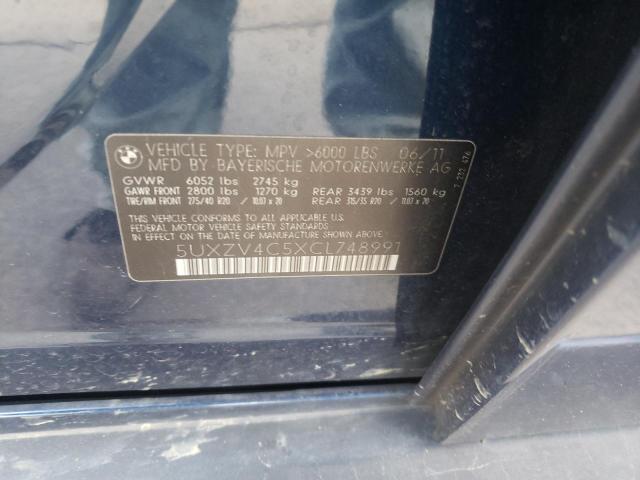 VEHICLE TYPE: MPV >6000 LBS 06/11
MFD BY BAYERISCHE MOTORENWERKE AG
GVWR 6052 lbs 2745 kg
GAWR FRONT 2800 lbs 1270 kg REAR 3439 lbs 1560 kg
TIRE/RIM FRONT 275/40 R20 / 10.0J x 20 REAR 315/35 R20 / 11.0J x 20
THIS VEHICLE CONFORMS TO ALL APPLICABLE U.S.
FEDERAL MOTOR VEHICLE SAFETY STANDARDS
IN EFFECT ON THE DATE OF MANUFACTURE SHOWN ABOVE.
5UXZV4C5XCL748991